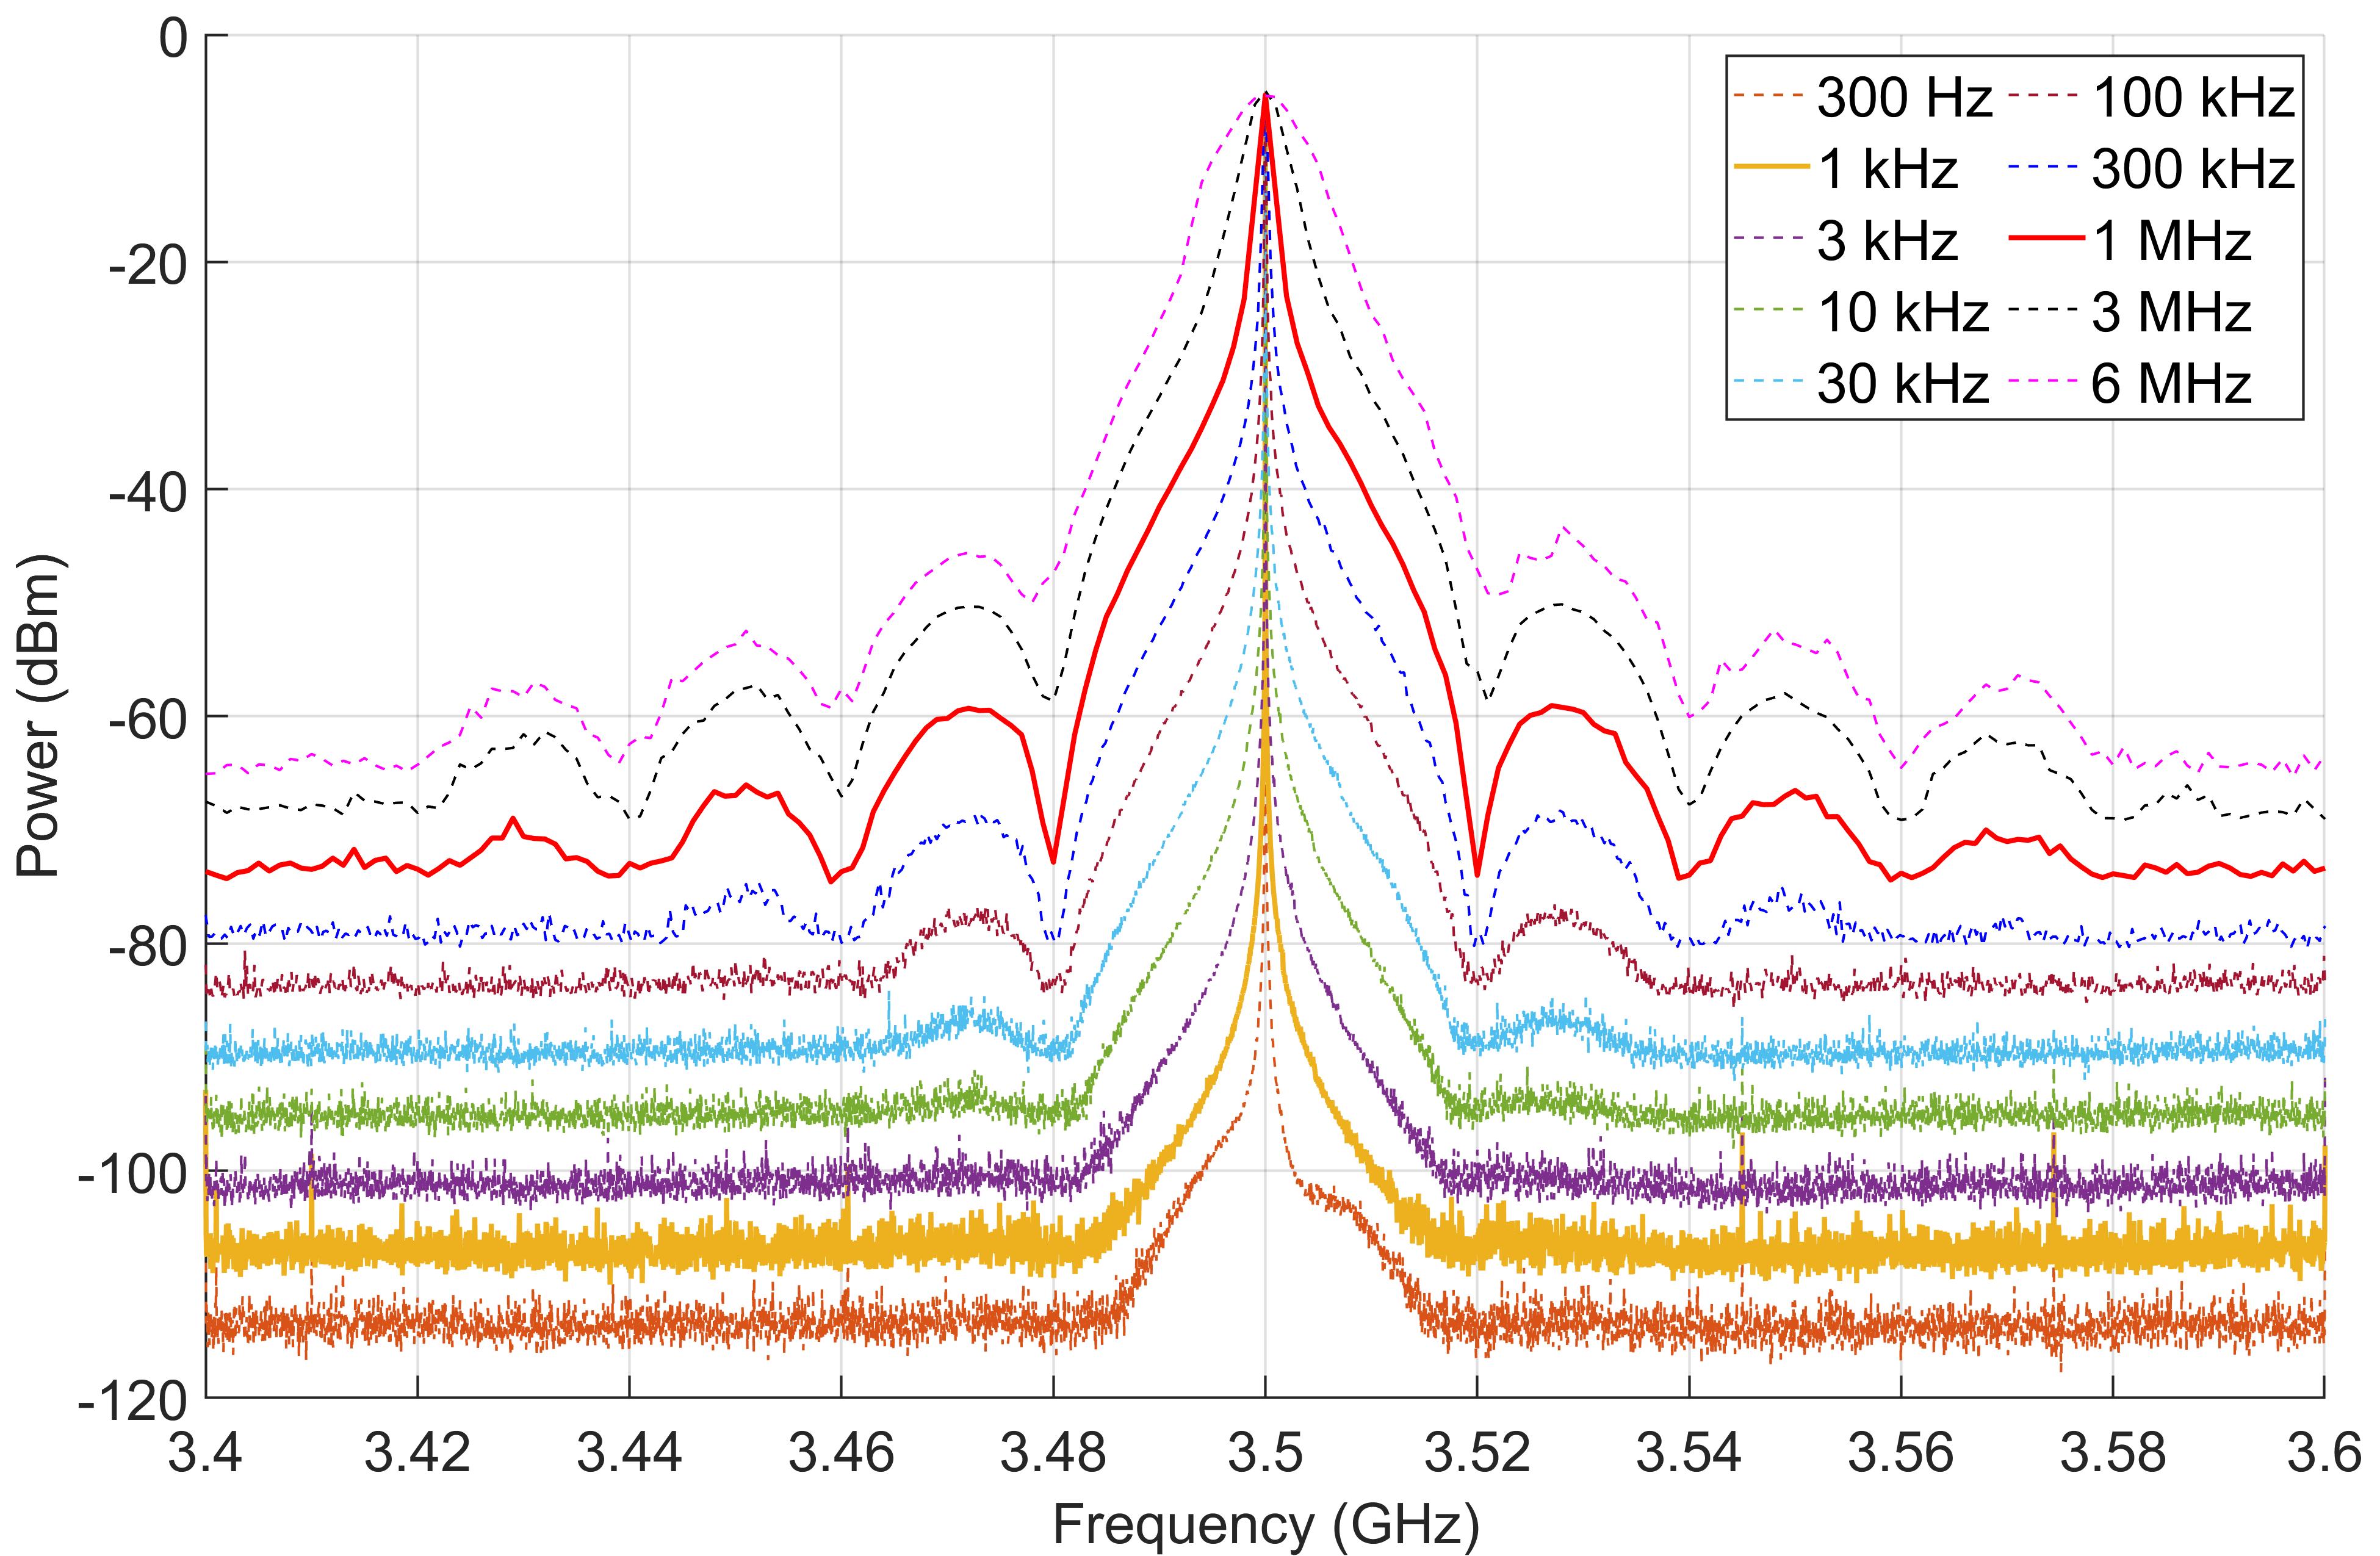 0
-20
-40
-60
-80
-100
-120
Power (dBm)
300 Hz
1 kHz
3 kHz
10 kHz
30 kHz
100 kHz
300 kHz
1 MHz
3 MHz
6 MHz
3.4 3.42 3.44 3.46 3.48 3.5 3.52 3.54 3.56 3.58 3.6
Frequency (GHz)